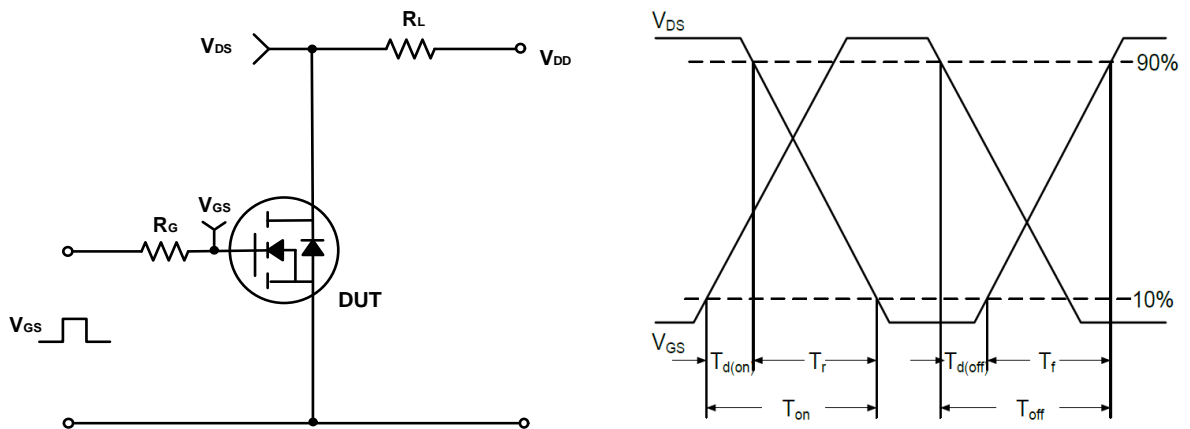 RL
VDS
VDD
VGS
RG
DUT
VGS
VDS
90%
10%
VGS
Td(on)
Tr
Td(off)
Tf
Ton
Toff